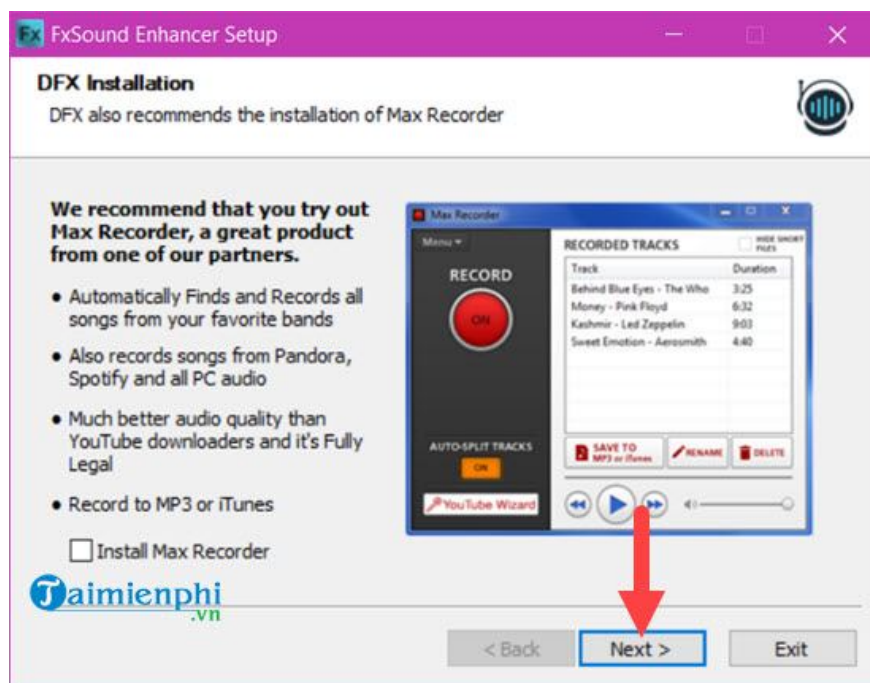 Fx FxSound Enhancer Setup
DFX Installation
DFX also recommends the installation of Max Recorder
We recommend that you try out
Max Recorder, a great product
from one of our partners.
• Automatically Finds and Records all
songs from your favorite bands
• Also records songs from Pandora,
Spotify and all PC audio
• Much better audio quality than
YouTube downloaders and it's Fully
Legal
• Record to MP3 or iTunes
Install Max Recorder
Max Recorder
Menu
RECORD
ON
AUTO-SPLIT TRACKS
ON
YouTube Wizard
RECORDED TRACKS
HIDE SHORT
FILES
Track Duration
Behind Blue Eyes - The Who 3:25
Money - Pink Floyd 6:32
Kashmir - Led Zeppelin 9:03
Sweet Emotion - Aerosmith 4:40
SAVE TO
MP3 or iTunes
RENAME
DELETE
Taimienphi
.vn
< Back
Next >
Exit